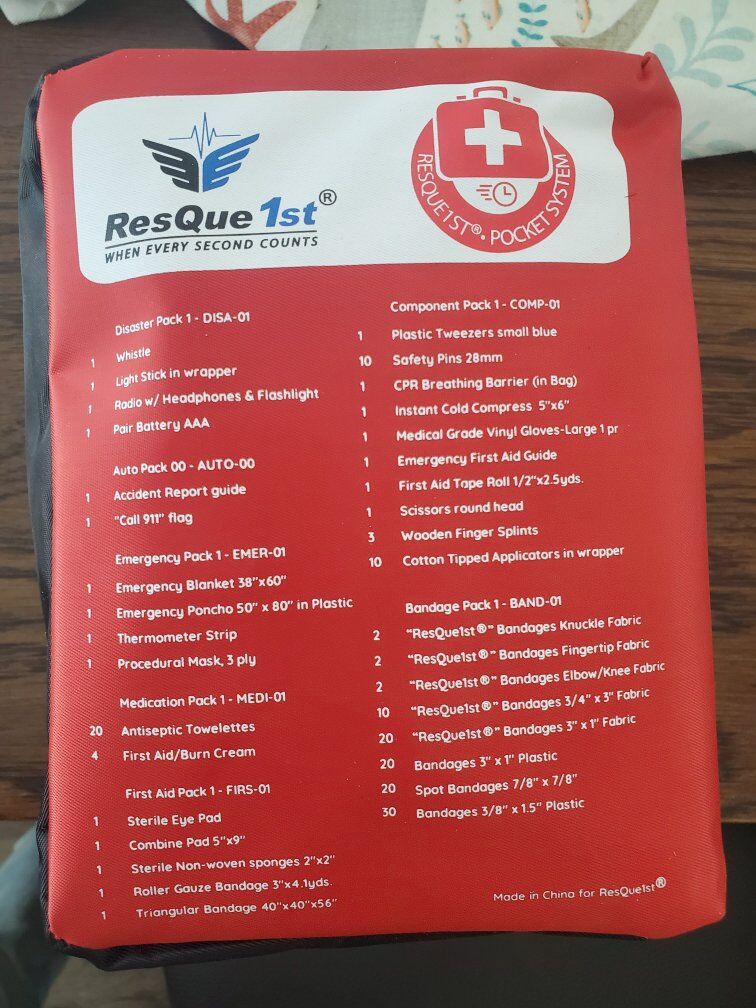 ResQue 1st®
WHEN EVERY SECOND COUNTS
RESQUE1ST® • POCKET SYSTEM
Disaster Pack 1 - DISA-01
1 Whistle
1 Light Stick in wrapper
1 Radio w/ Headphones & Flashlight
1 Pair Battery AAA
Auto Pack 00 - AUTO-00
1 Accident Report guide
1 "Call 911" flag
Emergency Pack 1 - EMER-01
1 Emergency Blanket 38"x60"
1 Emergency Poncho 50" x 80" in Plastic
1 Thermometer Strip
1 Procedural Mask, 3 ply
Medication Pack 1 - MEDI-01
20 Antiseptic Towelettes
4 First Aid/Burn Cream
First Aid Pack 1 - FIRS-01
1 Sterile Eye Pad
1 Combine Pad 5"x9"
1 Sterile Non-woven sponges 2"x2"
1 Roller Gauze Bandage 3"x4.1yds.
1 Triangular Bandage 40"x40"x56"
Component Pack 1 - COMP-01
1 Plastic Tweezers small blue
10 Safety Pins 28mm
1 CPR Breathing Barrier (in Bag)
1 Instant Cold Compress 5"x6"
1 Medical Grade Vinyl Gloves-Large 1 pr
1 Emergency First Aid Guide
1 First Aid Tape Roll 1/2"x2.5yds.
1 Scissors round head
3 Wooden Finger Splints
10 Cotton Tipped Applicators in wrapper
Bandage Pack 1 - BAND-01
2 "ResQue1st®" Bandages Knuckle Fabric
2 "ResQue1st®" Bandages Fingertip Fabric
2 "ResQue1st®" Bandages Elbow/Knee Fabric
10 "ResQue1st®" Bandages 3/4" x 3" Fabric
20 "ResQue1st®" Bandages 3" x 1" Fabric
20 Bandages 3" x 1" Plastic
20 Spot Bandages 7/8" x 7/8"
30 Bandages 3/8" x 1.5" Plastic
Made in China for ResQue1st®